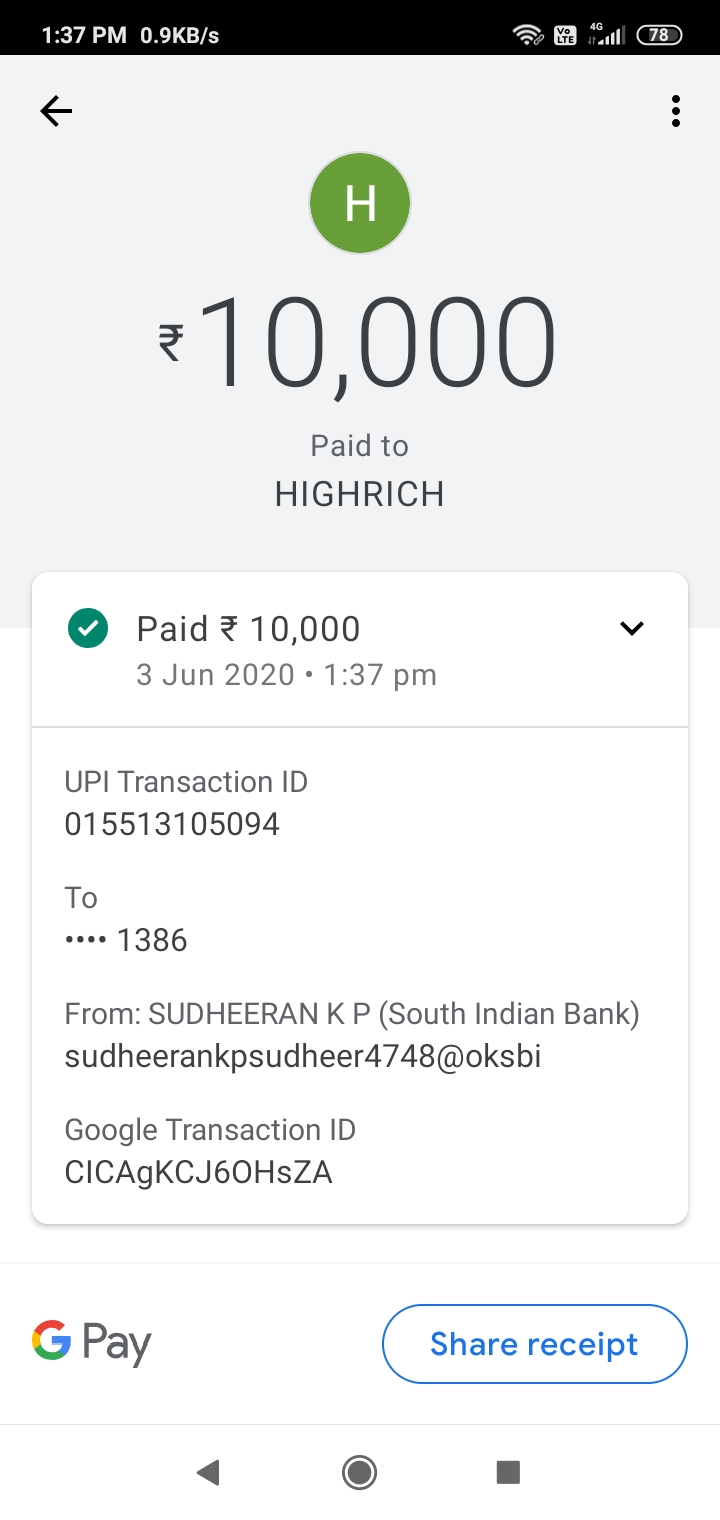 1:37 PM 0.9KB/s
Vo LTE 4G 78
H
₹10,000
Paid to
HIGHRICH
Paid ₹ 10,000
3 Jun 2020 • 1:37 pm
UPI Transaction ID
015513105094
To
•••• 1386
From: SUDHEERAN K P (South Indian Bank)
sudheerankpsudheer4748@oksbi
Google Transaction ID
CICAgKCJ6OHsZA
G Pay
Share receipt